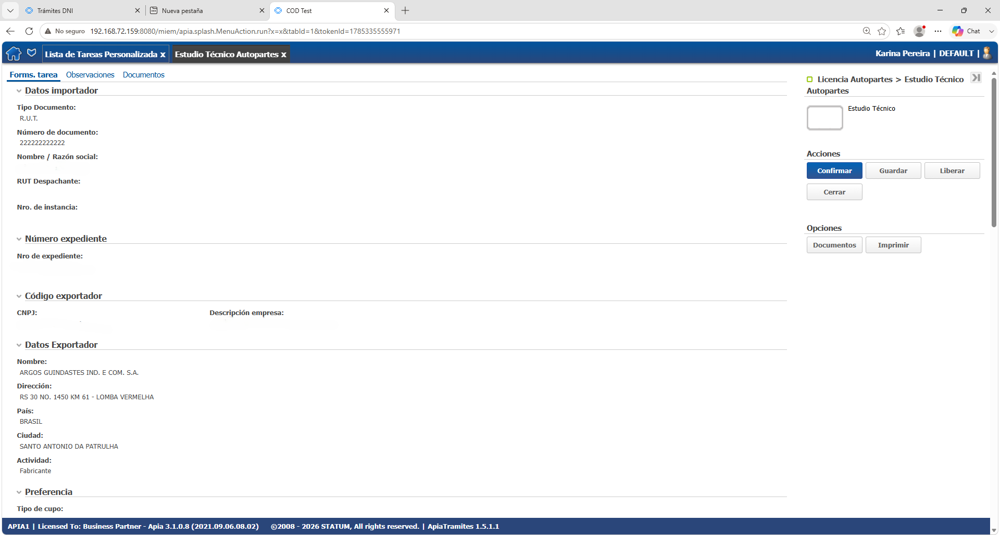 Trámites DNI
Nueva pestaña
COD Test
No seguro
192.168.72.159:8080/miem/apia.splash.MenuAction.run?x=x&tabId=1&tokenId=1785335555971
Chat
Lista de Tareas Personalizada x
Estudio Técnico Autopartes x
Karina Pereira | DEFAULT |
Forms. tarea
Observaciones
Documentos
Datos importador
Tipo Documento:
R.U.T.
Número de documento:
222222222222
Nombre / Razón social:
RUT Despachante:
Nro. de instancia:
Número expediente
Nro de expediente:
Código exportador
CNPJ:
Descripción empresa:
Datos Exportador
Nombre:
ARGOS GUINDASTES IND. E COM. S.A.
Dirección:
RS 30 NO. 1450 KM 61 - LOMBA VERMELHA
País:
BRASIL
Ciudad:
SANTO ANTONIO DA PATRULHA
Actividad:
Fabricante
Preferencia
Tipo de cupo:
Licencia Autopartes > Estudio Técnico
Autopartes
Estudio Técnico
Acciones
Confirmar
Guardar
Liberar
Cerrar
Opciones
Documentos
Imprimir
APIA1 | Licensed To: Business Partner - Apia 3.1.0.8 (2021.09.06.08.02)
©2008 - 2026 STATUM, All rights reserved. | ApiaTramites 1.5.1.1